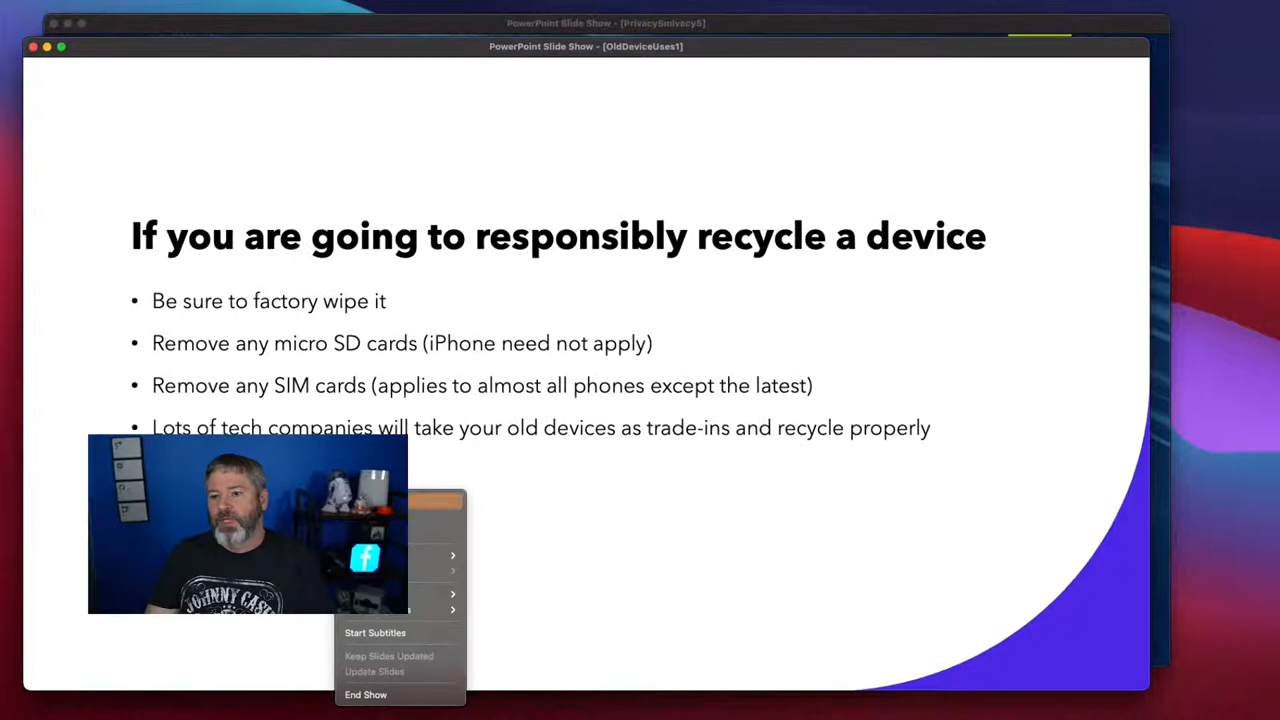 PowerPoint Slide Show - [PrivacySmivacy5]
PowerPoint Slide Show - [OldDeviceUses1]
If you are going to responsibly recycle a device
• Be sure to factory wipe it
• Remove any micro SD cards (iPhone need not apply)
• Remove any SIM cards (applies to almost all phones except the latest)
• Lots of tech companies will take your old devices as trade-ins and recycle properly
JOHNNY CASH
Start Subtitles
Keep Slides Updated
Update Slides
End Show